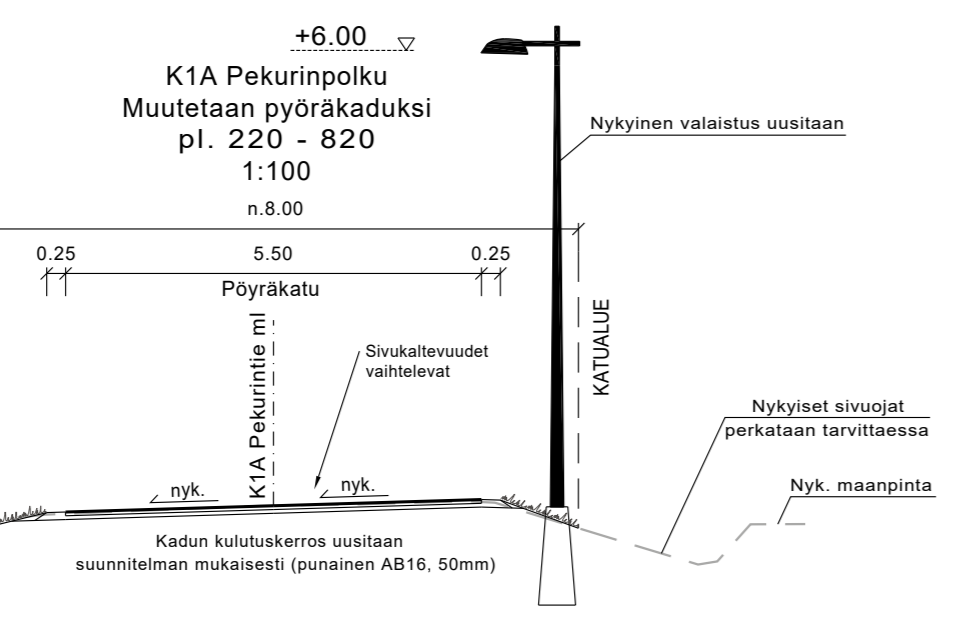 +6.00
K1A Pekurinpolku
Muutetaan pyöräkaduksi
pl. 220 - 820
1:100
n.8.00
0.25
5.50
0.25
Pöyräkatu
Nykyinen valaistus uusitaan
K1A Pekurintie ml
Sivukaltevuudet
vaihtelevat
KATUALUE
Nykyiset sivuojat
perkataan tarvittaessa
nyk.
nyk.
Nyk. maanpinta
Kadun kulutuskerros uusitaan
suunnitelman mukaisesti (punainen AB16, 50mm)